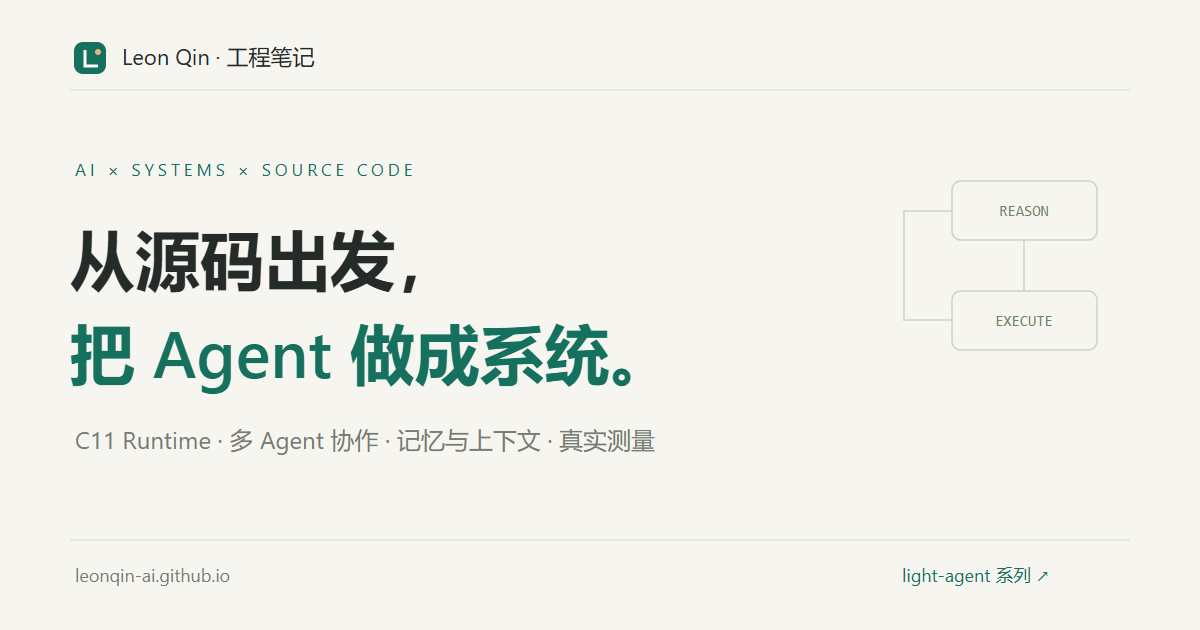 Leon Qin · 工程笔记
AI × SYSTEMS × SOURCE CODE
从源码出发，
把 Agent 做成系统。
C11 Runtime · 多 Agent 协作 · 记忆与上下文 · 真实测量
REASON
EXECUTE
leonqin-ai.github.io
light-agent 系列 ↗